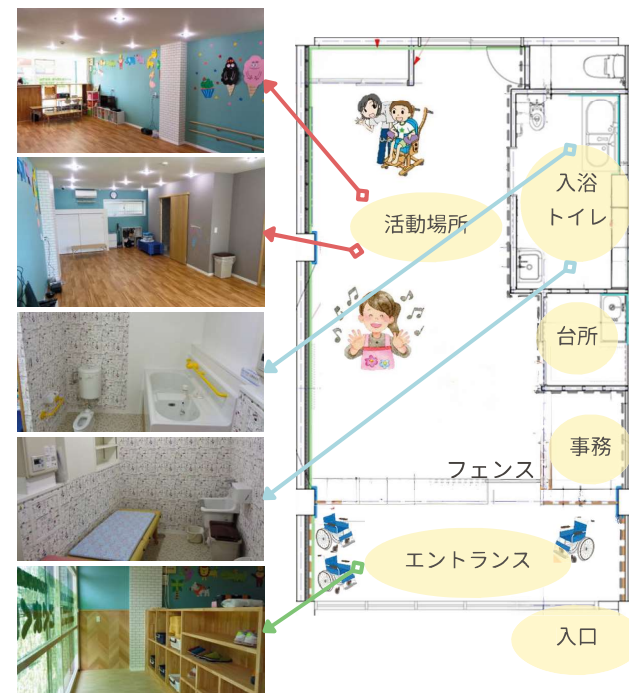 入浴
トイレ
活動場所
台所
事務
フェンス
エントランス
入口